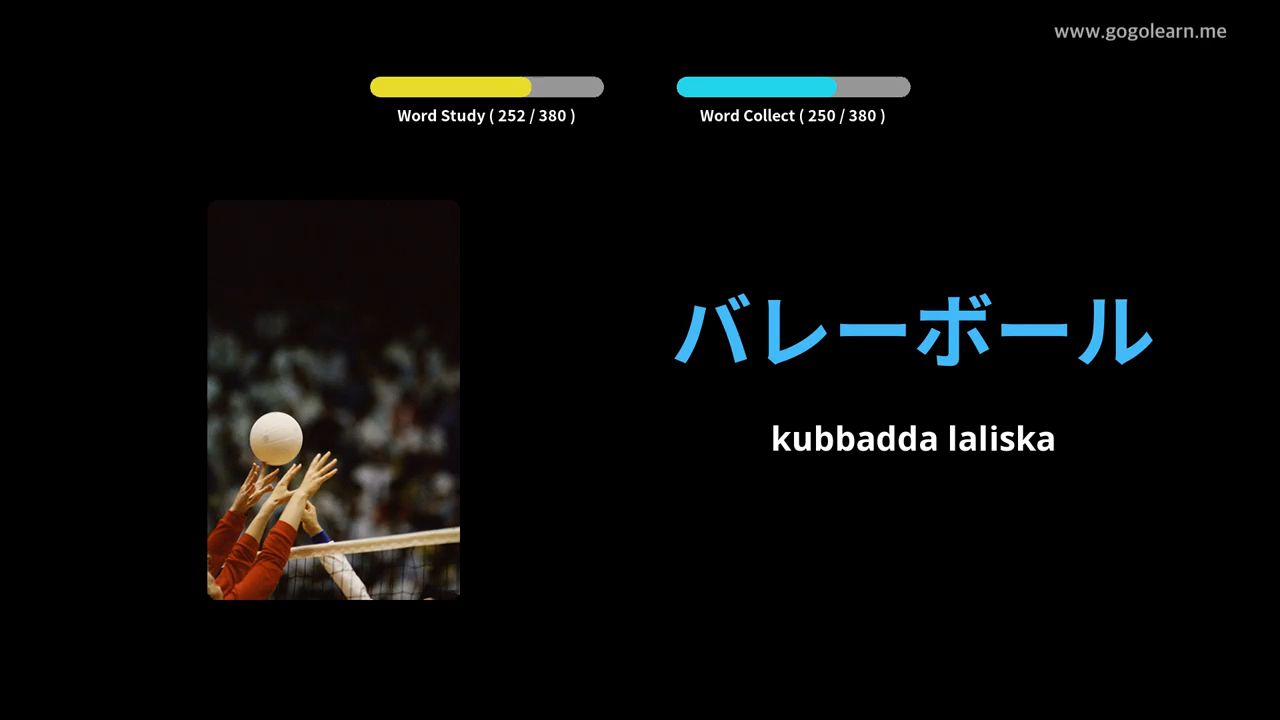 www.gogolearn.me
Word Study ( 252 / 380 )
Word Collect ( 250 / 380 )
バレーボール
kubbadda laliska